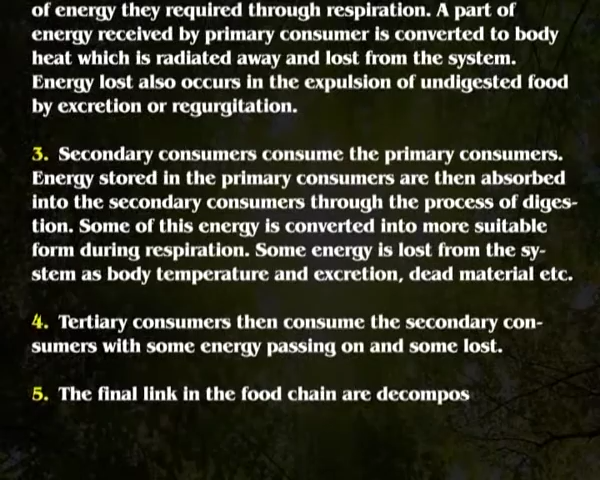 of energy they required through respiration. A part of
energy received by primary consumer is converted to body
heat which is radiated away and lost from the system.
Energy lost also occurs in the expulsion of undigested food
by excretion or regurgitation.
3. Secondary consumers consume the primary consumers.
Energy stored in the primary consumers are then absorbed
into the secondary consumers through the process of diges-
tion. Some of this energy is converted into more suitable
form during respiration. Some energy is lost from the sy-
stem as body temperature and excretion, dead material etc.
4. Tertiary consumers then consume the secondary con-
sumers with some energy passing on and some lost.
5. The final link in the food chain are decompos